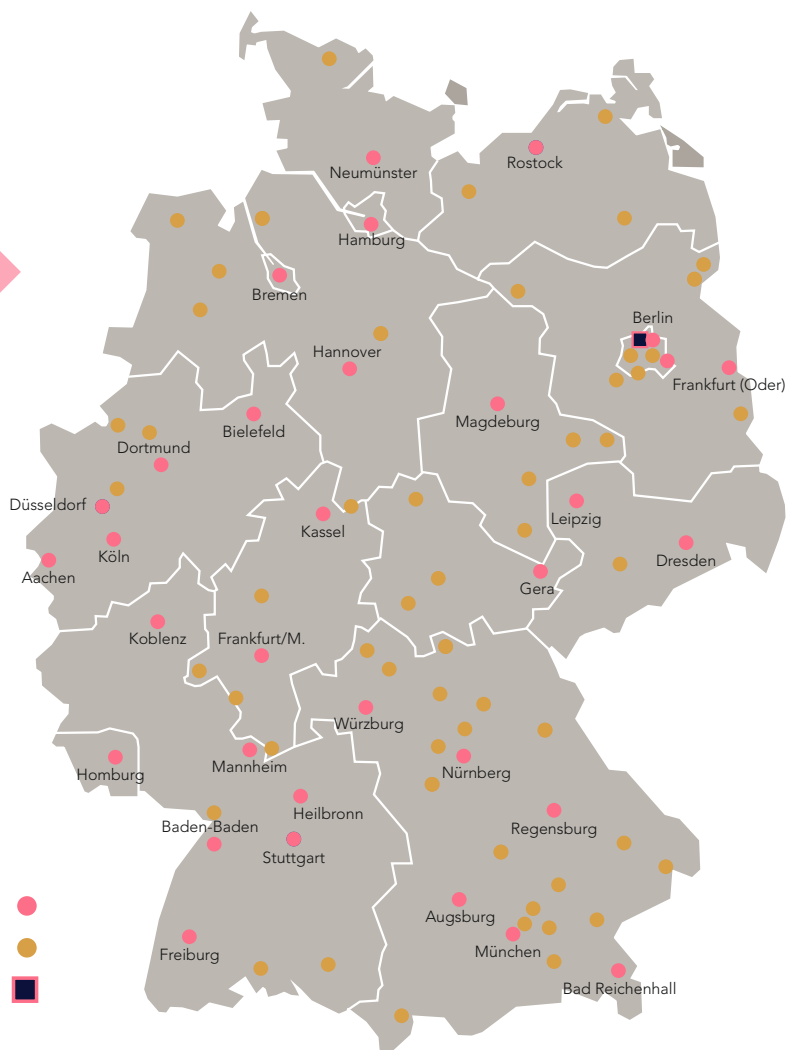 Neumünster
Rostock
Hamburg
Bremen
Berlin
Hannover
Frankfurt (Oder)
Magdeburg
Bielefeld
Dortmund
Düsseldorf
Leipzig
Kassel
Köln
Dresden
Aachen
Gera
Koblenz
Frankfurt/M.
Würzburg
Mannheim
Nürnberg
Homburg
Heilbronn
Baden-Baden
Regensburg
Stuttgart
Augsburg
München
Freiburg
Bad Reichenhall